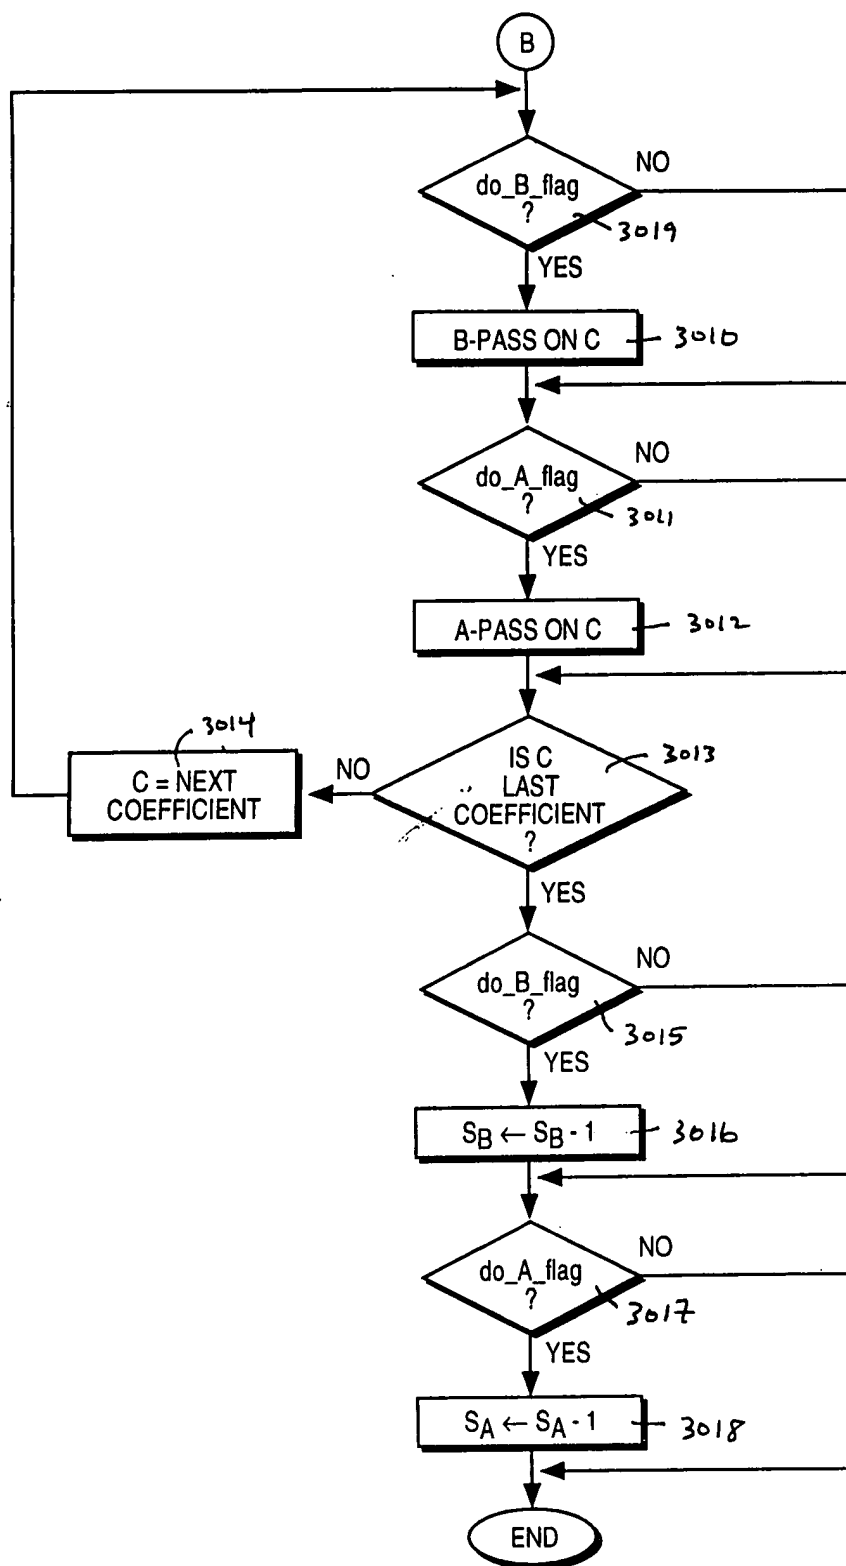 B
do_B_flag
?
NO
3019
YES
B-PASS ON C
3010
do_A_flag
?
NO
3011
YES
A-PASS ON C
3012
IS C
LAST
COEFFICIENT
?
3013
NO
3014
C = NEXT
COEFFICIENT
YES
do_B_flag
?
NO
3015
YES
SB ← SB - 1
3016
do_A_flag
?
NO
3017
YES
SA ← SA - 1
3018
END